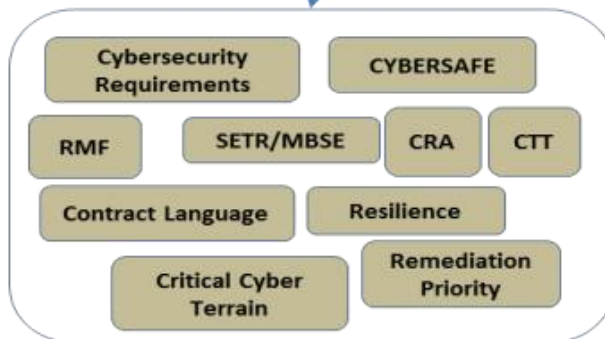 Cybersecurity
Requirements
CYBERSAFE
RMF
SETR/MBSE
CRA
CTT
Contract Language
Resilience
Critical Cyber
Terrain
Remediation
Priority